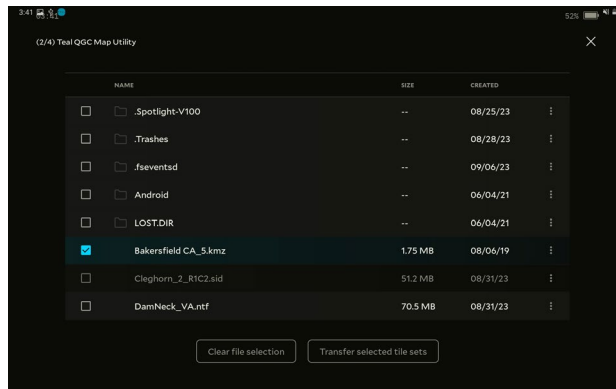 3:41
03:41
52%
(2/4) Teal QGC Map Utility
NAME SIZE CREATED
.Spotlight-V100 -- 08/25/23
.Trashes -- 08/28/23
.fseventsd -- 09/06/23
Android -- 06/04/21
LOST.DIR -- 06/04/21
Bakersfield CA_5.kmz 1.75 MB 08/06/19
Cleghorn_2_R1C2.sid 51.2 MB 08/31/23
DamNeck_VA.ntf 70.5 MB 08/31/23
Clear file selection Transfer selected tile sets